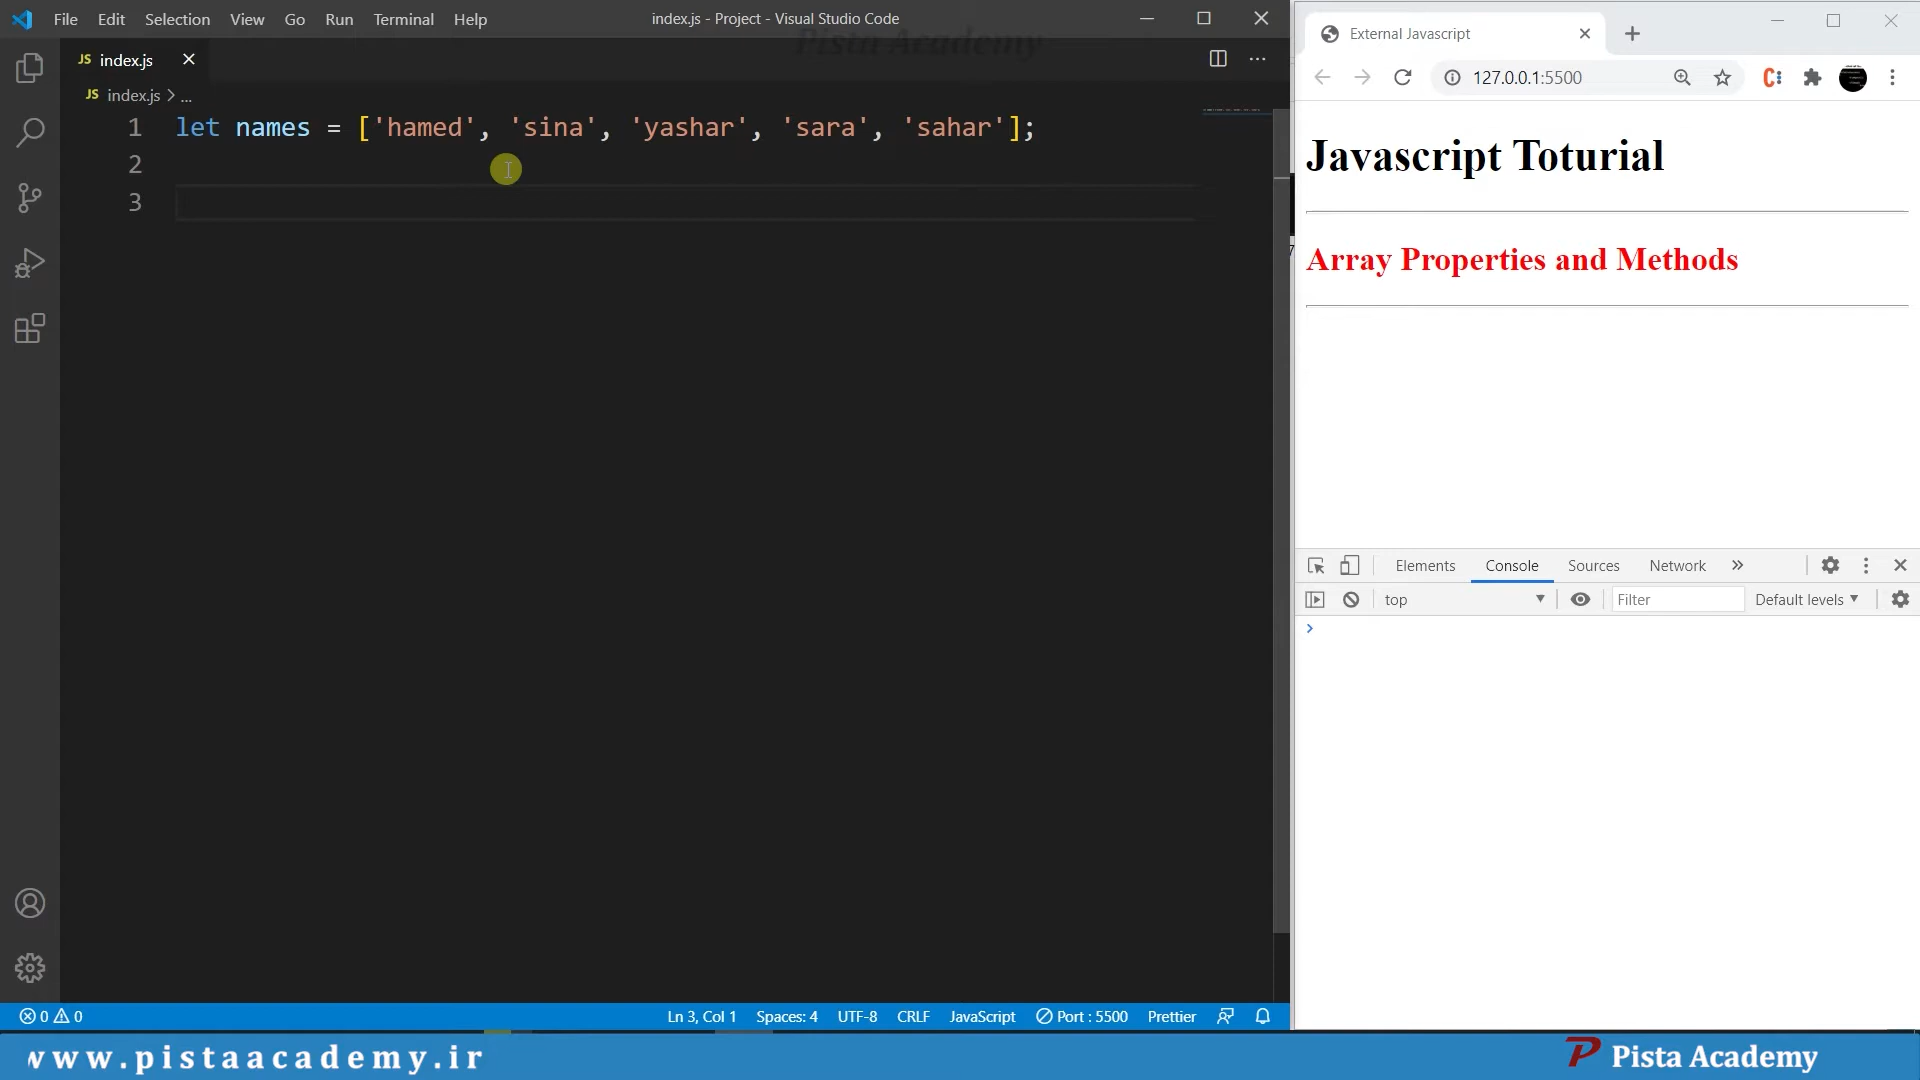 File Edit Selection View Go Run Terminal Help
index.js - Project - Visual Studio Code
Pista Academy
JS index.js
JS index.js > ...
1 let names = ['hamed', 'sina', 'yashar', 'sara', 'sahar'];
2
3
0 0
Ln 3, Col 1 Spaces: 4 UTF-8 CRLF JavaScript Port : 5500 Prettier
External Javascript
127.0.0.1:5500
Javascript Toturial
Array Properties and Methods
Elements Console Sources Network »
top Filter Default levels
www.pistaacademy.ir
Pista Academy